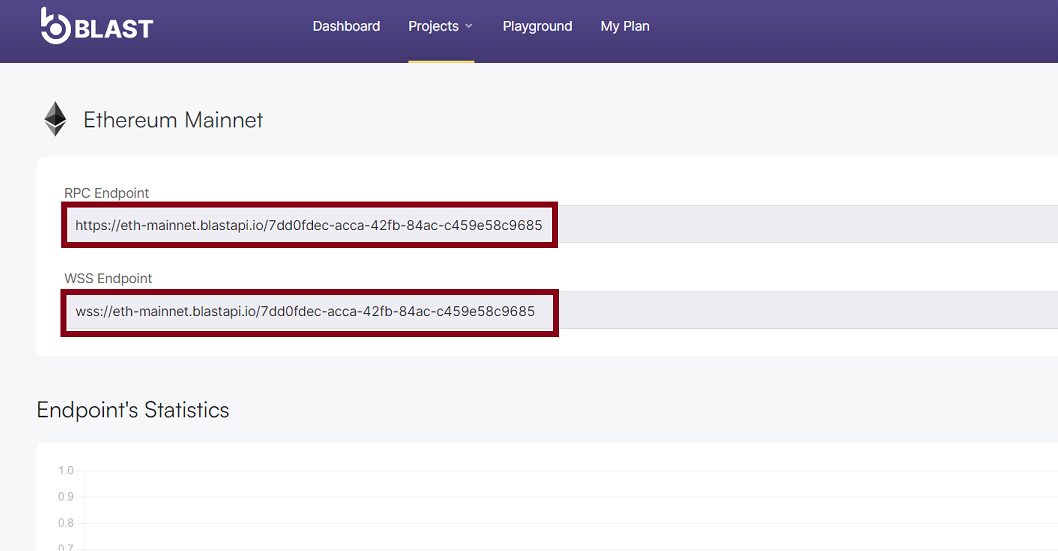 BLAST
Dashboard Projects Playground My Plan
Ethereum Mainnet
RPC Endpoint
https://eth-mainnet.blastapi.io/7dd0fdec-acca-42fb-84ac-c459e58c9685
WSS Endpoint
wss://eth-mainnet.blastapi.io/7dd0fdec-acca-42fb-84ac-c459e58c9685
Endpoint's Statistics
1.0
0.9
0.8
0.7